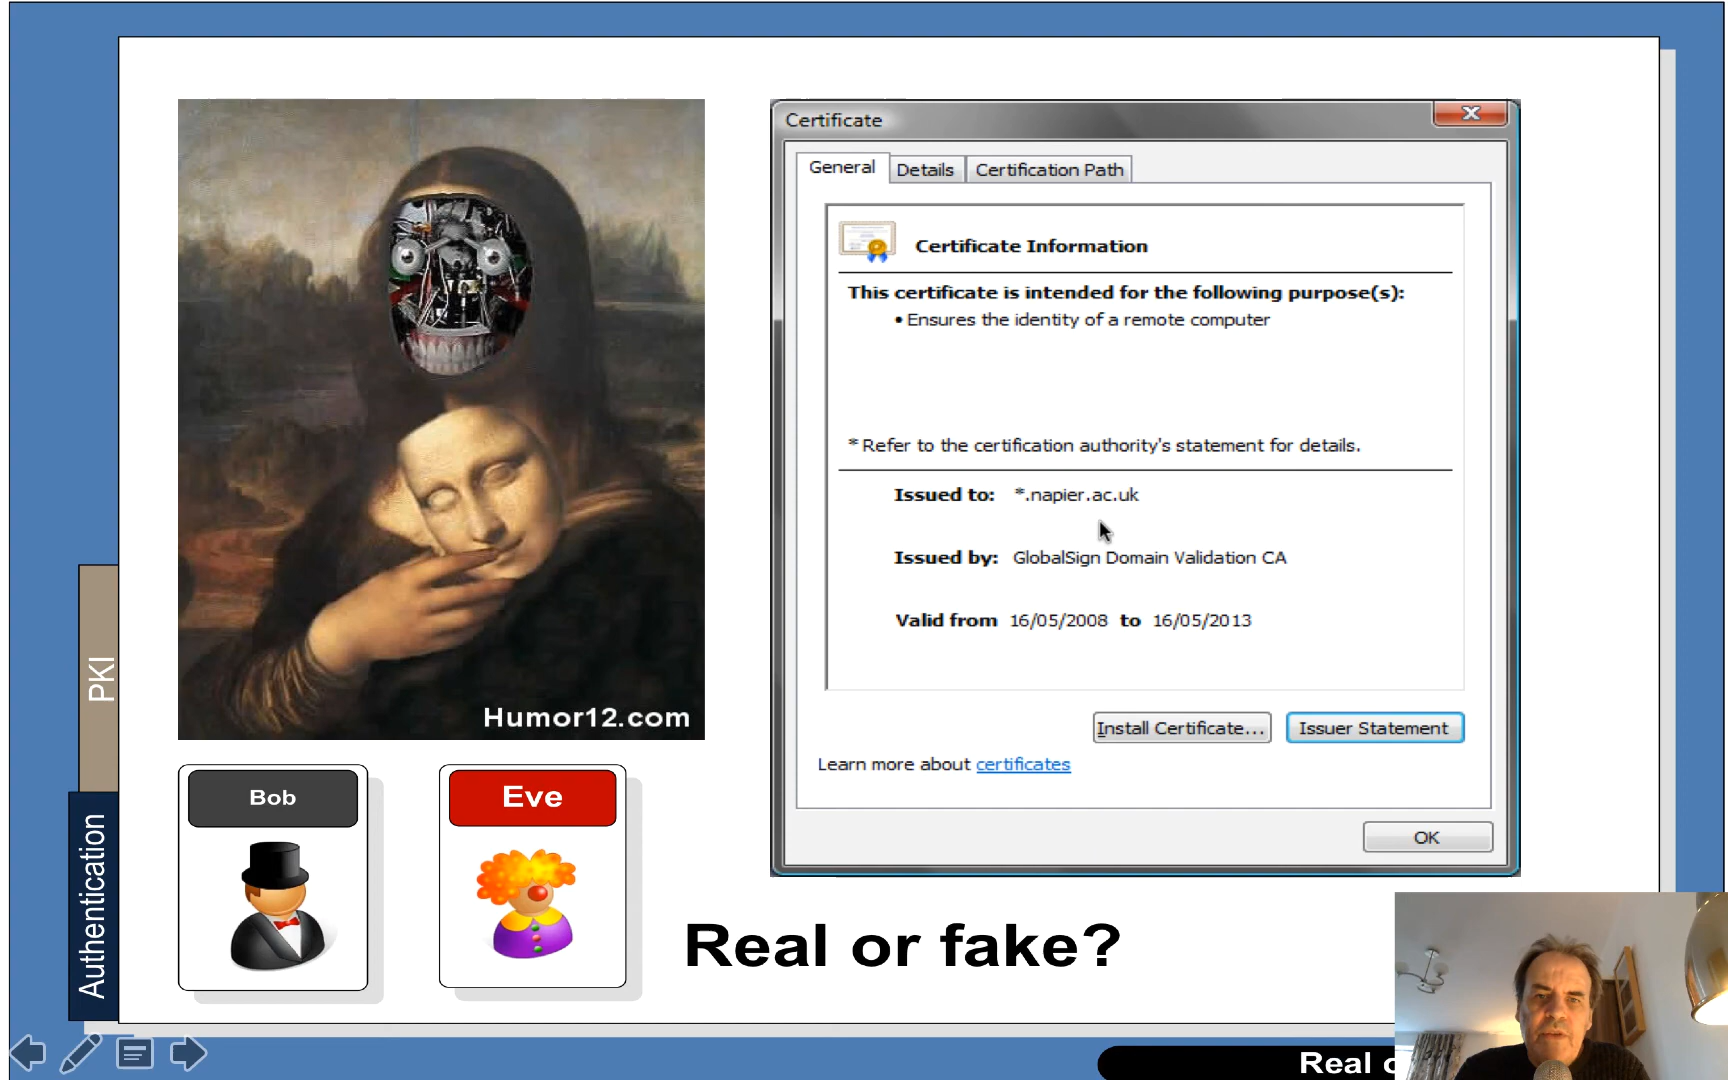 Certificate
General
Details
Certification Path
Certificate Information
This certificate is intended for the following purpose(s):
• Ensures the identity of a remote computer
* Refer to the certification authority's statement for details.
Issued to: *.napier.ac.uk
Issued by: GlobalSign Domain Validation CA
Valid from 16/05/2008 to 16/05/2013
Install Certificate...
Issuer Statement
Learn more about certificates
OK
Humor12.com
PKI
Authentication
Bob
Eve
Real or fake?
Real